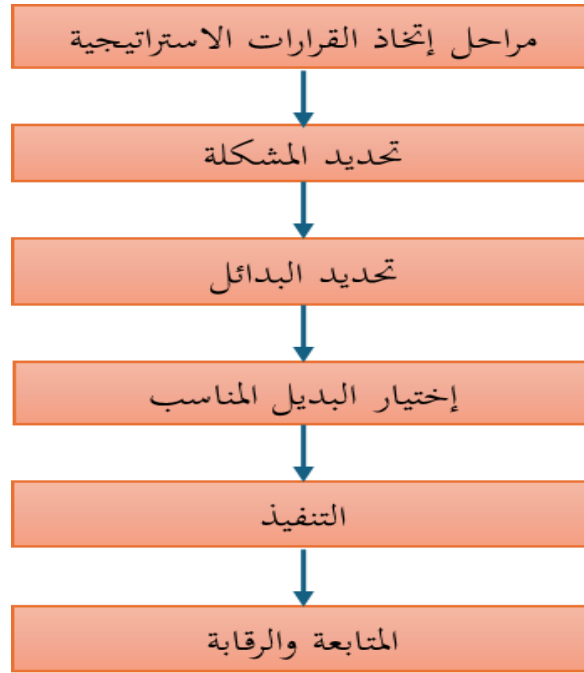 مراحل إتخاذ القرارات الاستراتيجية
تحديد المشكلة
تحديد البدائل
إختيار البديل المناسب
التنفيذ
المتابعة والرقابة